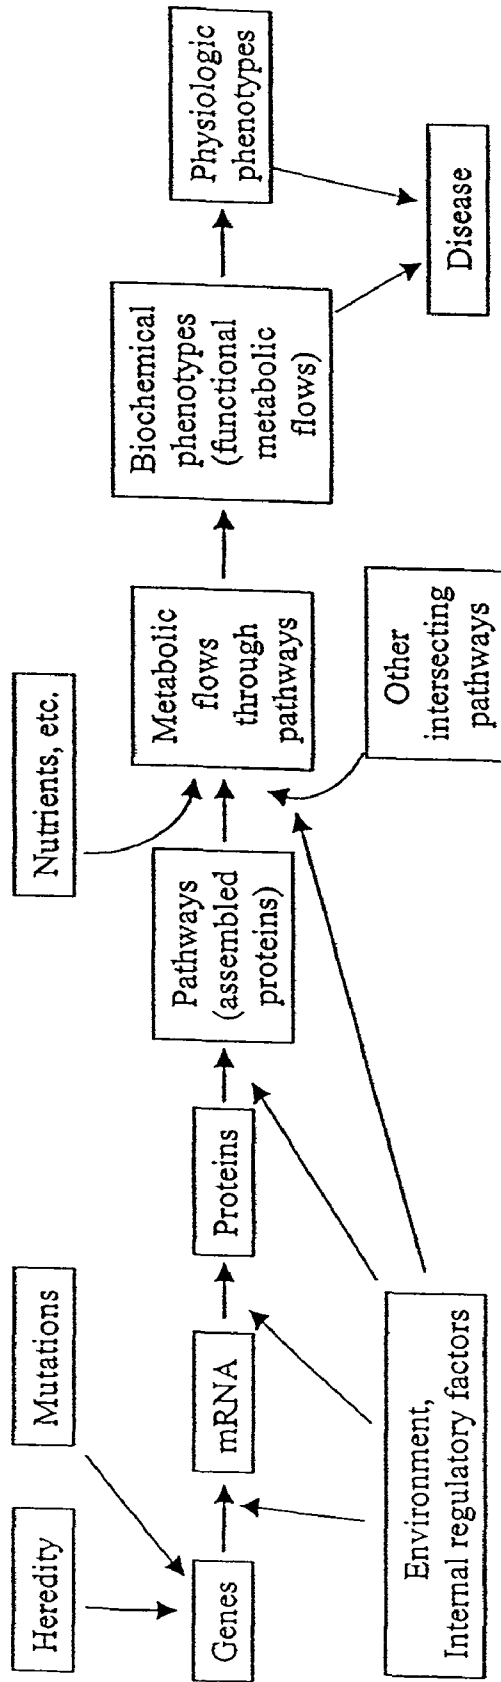 Heredity
Mutations
Nutrients, etc.
Genes
mRNA
Proteins
Pathways
(assembled
proteins)
Metabolic
flows
through
pathways
Biochemical
phenotypes
(functional
metabolic
flows)
Physiologic
phenotypes
Environment,
Internal regulatory factors
Other
intersecting
pathways
Disease